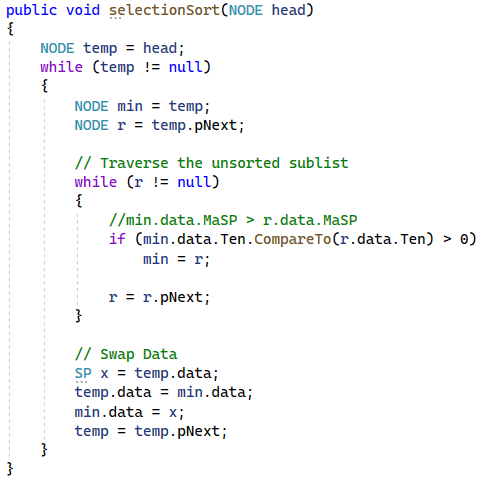 public void selectionSort(NODE head)
{
    NODE temp = head;
    while (temp != null)
    {
        NODE min = temp;
        NODE r = temp.pNext;

        // Traverse the unsorted sublist
        while (r != null)
        {
            //min.data.MaSP > r.data.MaSP
            if (min.data.Ten.CompareTo(r.data.Ten) > 0)
                min = r;

            r = r.pNext;
        }

        // Swap Data
        SP x = temp.data;
        temp.data = min.data;
        min.data = x;
        temp = temp.pNext;
    }
}